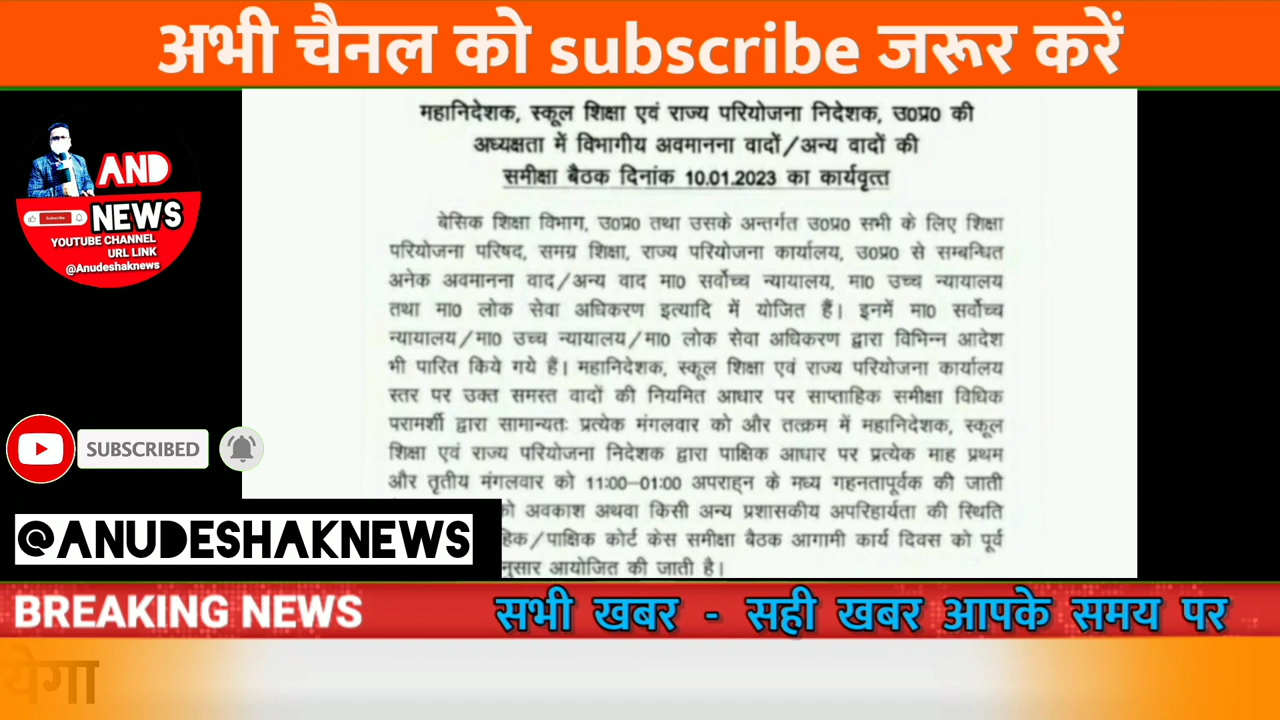 अभी चैनल को subscribe जरूर करें
महानिदेशक, स्कूल शिक्षा एवं राज्य परियोजना निदेशक, उ0प्र0 की
अध्यक्षता में विभागीय अवमानना वादों/अन्य वादों की
समीक्षा बैठक दिनांक 10.01.2023 का कार्यवृत्त
बेसिक शिक्षा विभाग, उ0प्र0 तथा उसके अन्तर्गत उ0प्र0 सभी के लिए शिक्षा
परियोजना परिषद, समग्र शिक्षा, राज्य परियोजना कार्यालय, उ0प्र0 से सम्बन्धित
अनेक अवमानना वाद/अन्य वाद मा0 सर्वोच्च न्यायालय, मा0 उच्च न्यायालय
तथा मा0 लोक सेवा अधिकरण इत्यादि में योजित हैं। इनमें मा0 सर्वोच्च
न्यायालय/मा0 उच्च न्यायालय/मा0 लोक सेवा अधिकरण द्वारा विभिन्न आदेश
भी पारित किये गये हैं। महानिदेशक, स्कूल शिक्षा एवं राज्य परियोजना कार्यालय
स्तर पर उक्त समस्त वादों की नियमित आधार पर साप्ताहिक समीक्षा विधिक
परामर्शी द्वारा सामान्यतः प्रत्येक मंगलवार को और तत्क्रम में महानिदेशक, स्कूल
शिक्षा एवं राज्य परियोजना निदेशक द्वारा पाक्षिक आधार पर प्रत्येक माह प्रथम
और तृतीय मंगलवार को 11:00–01:00 अपराह्न के मध्य गहनतापूर्वक की जाती
को अवकाश अथवा किसी अन्य प्रशासकीय अपरिहार्यता की स्थिति
हिक/पाक्षिक कोर्ट केस समीक्षा बैठक आगामी कार्य दिवस को पूर्व
नुसार आयोजित की जाती है।
AND
NEWS
Subscribe
YOUTUBE CHANNEL
URL LINK
@Anudeshaknews
SUBSCRIBED
@ANUDESHAKNEWS
BREAKING NEWS
सभी खबर - सही खबर आपके समय पर
येगा